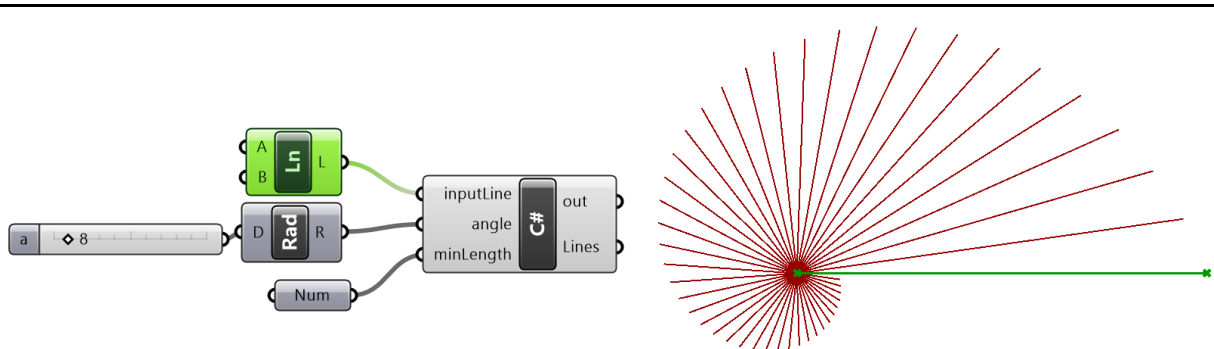 A
B
Ln
L
a
8
D
Rad
R
Num
inputLine
angle
minLength
C#
out
Lines